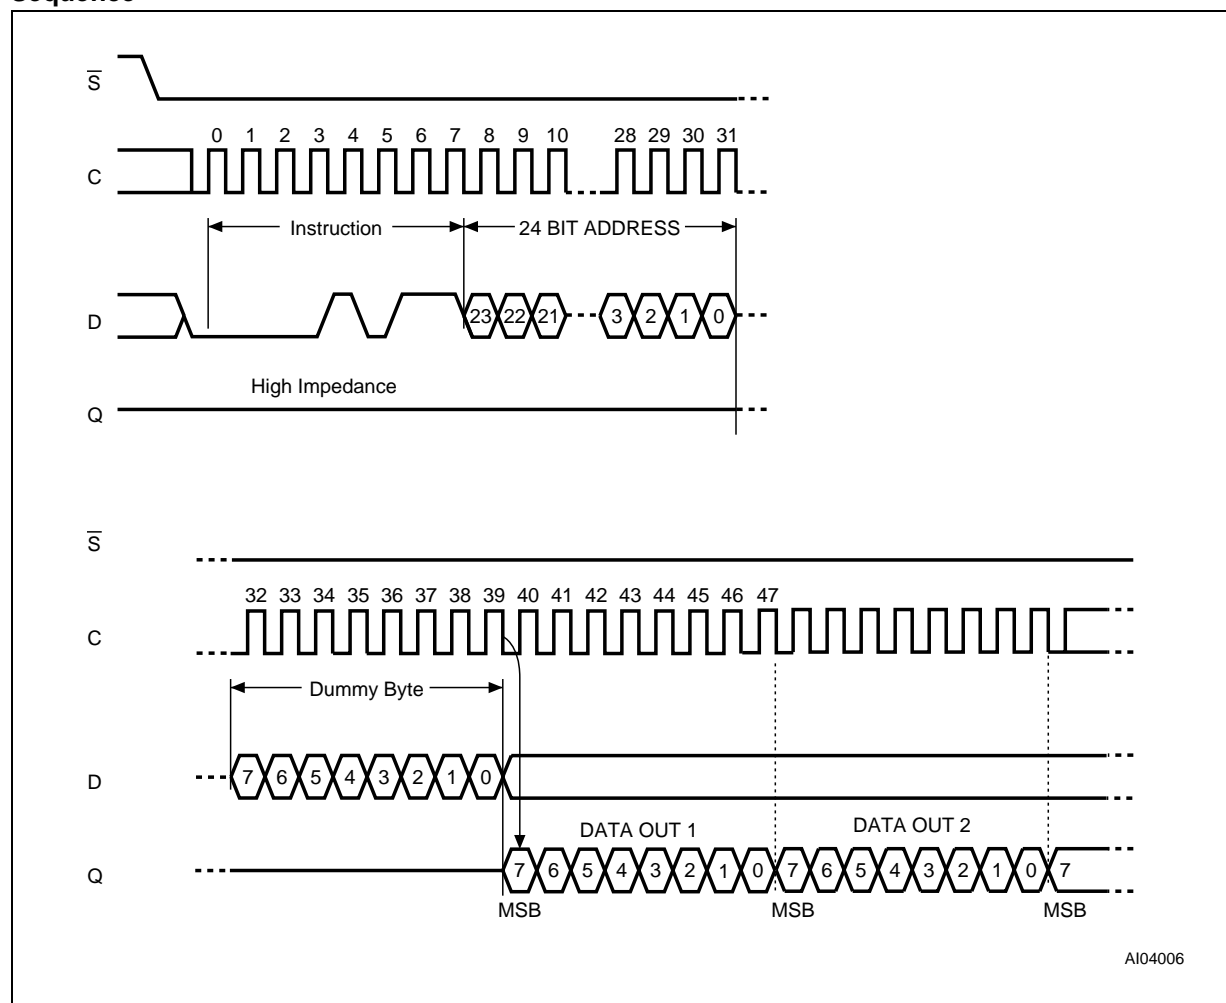 S
0 1 2 3 4 5 6 7 8 9 10 28 29 30 31
C
Instruction 24 BIT ADDRESS
D 23 22 21 3 2 1 0
High Impedance
Q
S
32 33 34 35 36 37 38 39 40 41 42 43 44 45 46 47
C
Dummy Byte
D 7 6 5 4 3 2 1 0
DATA OUT 1 DATA OUT 2
Q 7 6 5 4 3 2 1 0 7 6 5 4 3 2 1 0 7
MSB MSB MSB
AI04006